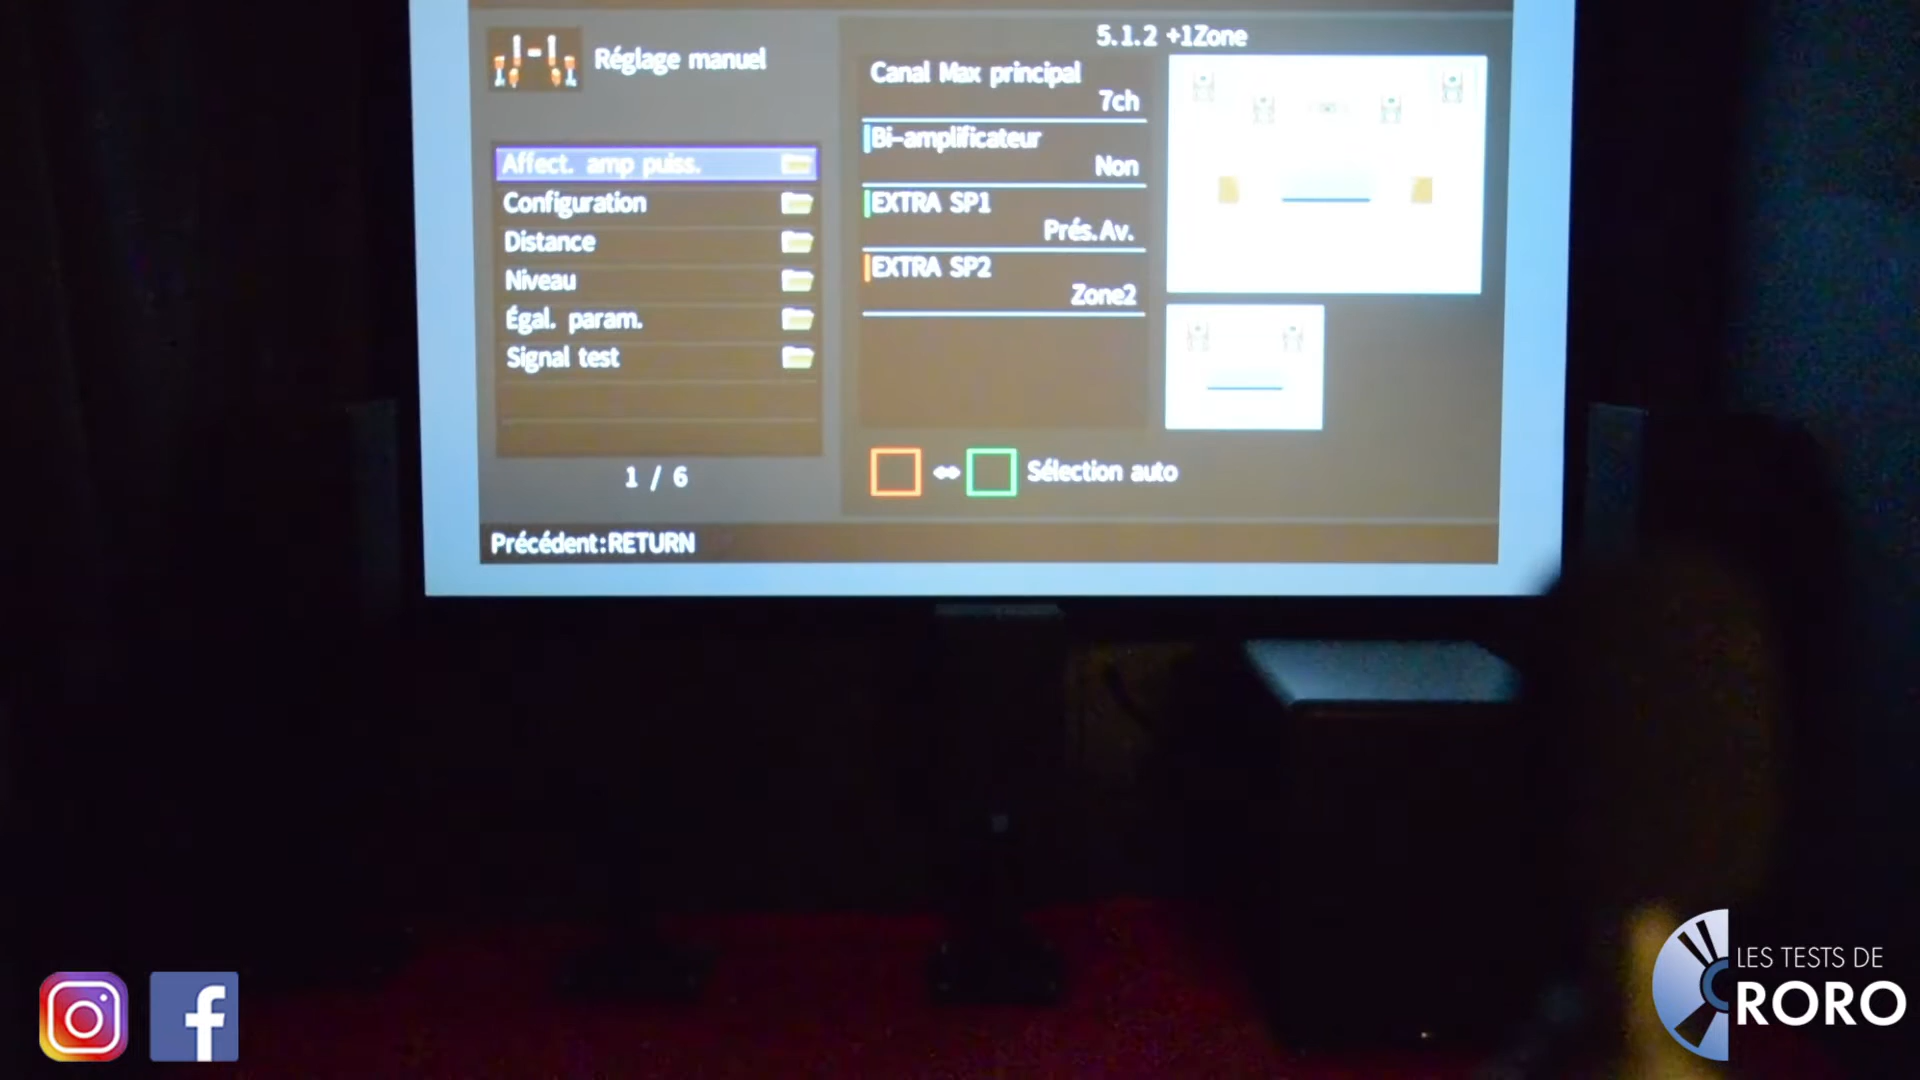 Réglage manuel
Affect. amp puiss.
Configuration
Distance
Niveau
Égal. param.
Signal test
1 / 6
Précédent:RETURN
5.1.2 +1Zone
Canal Max principal
7ch
Bi-amplificateur
Non
EXTRA SP1
Prés.Av.
EXTRA SP2
Zone2
Sélection auto
LES TESTS DE
RORO